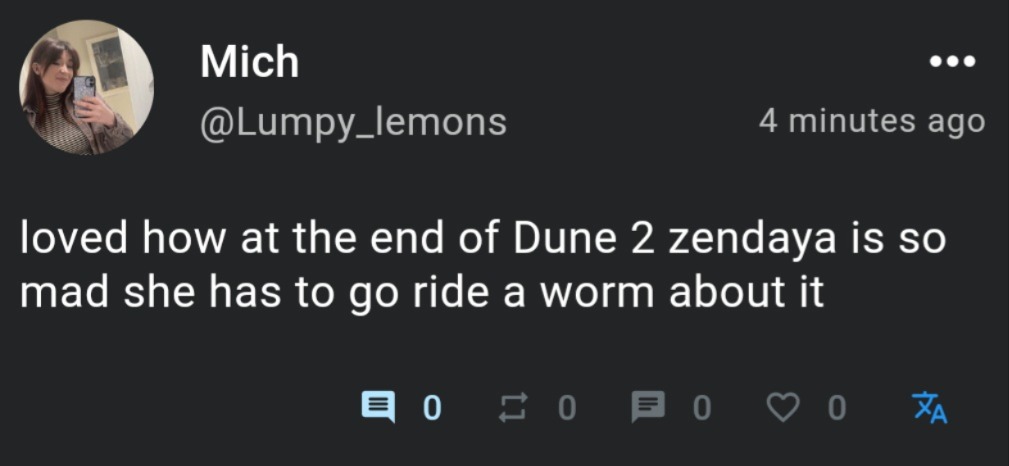 Mich
@Lumpy_lemons
4 minutes ago
loved how at the end of Dune 2 zendaya is so
mad she has to go ride a worm about it
0 0 0 0